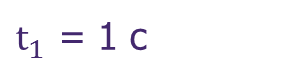 t₁ = 1 c